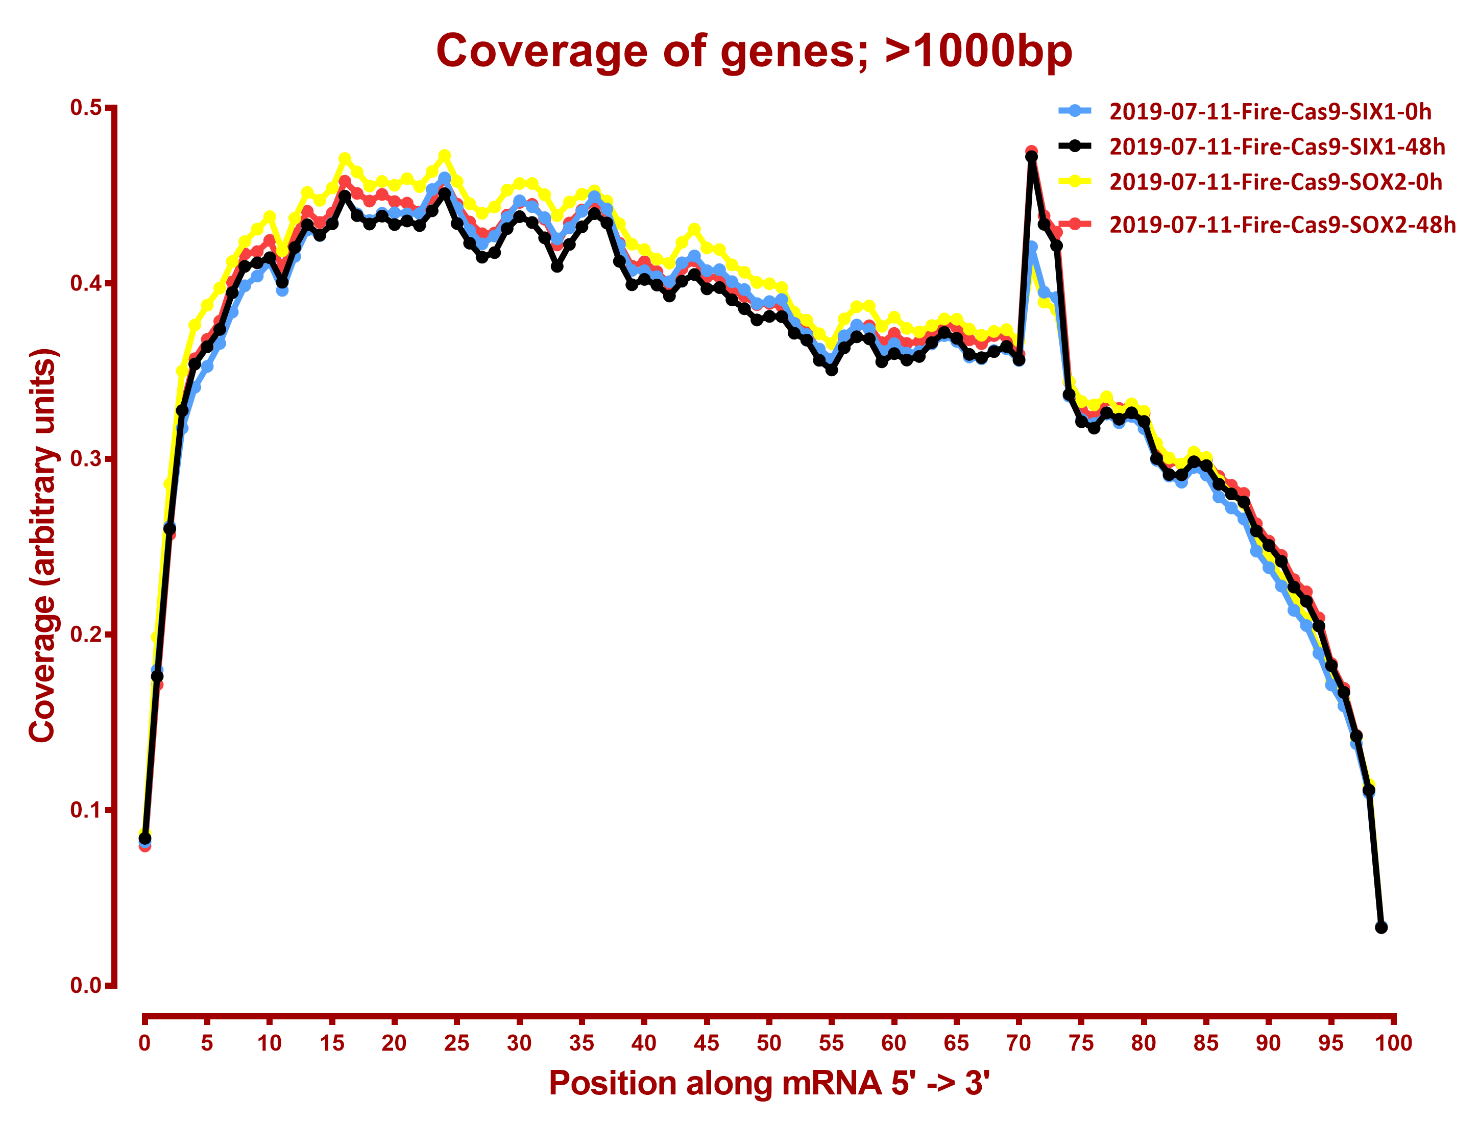 Coverage of genes; >1000bp
2019-07-11-Fire-Cas9-SIX1-0h
2019-07-11-Fire-Cas9-SIX1-48h
2019-07-11-Fire-Cas9-SOX2-0h
2019-07-11-Fire-Cas9-SOX2-48h
Coverage (arbitrary units)
0.5
0.4
0.3
0.2
0.1
0.0
0 5 10 15 20 25 30 35 40 45 50 55 60 65 70 75 80 85 90 95 100
Position along mRNA 5' -> 3'